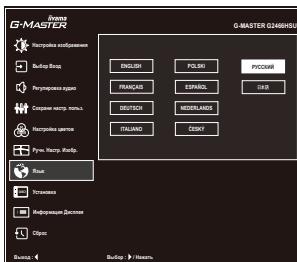 iiyama
G-MASTER
G-MASTER G2466HSU
Настройка изображения
Выбор Вход
Регулировка аудио
Сохрани настр. польз.
Настройка цветов
Ручн. Настр. Изобр.
Язык
Установка
Информация Дисплея
Сброс
ENGLISH
POLSKI
РУССКИЙ
FRANÇAIS
ESPAÑOL
日本語
DEUTSCH
NEDERLANDS
ITALIANO
ČESKY
Выход :
Выбор : / Нажать